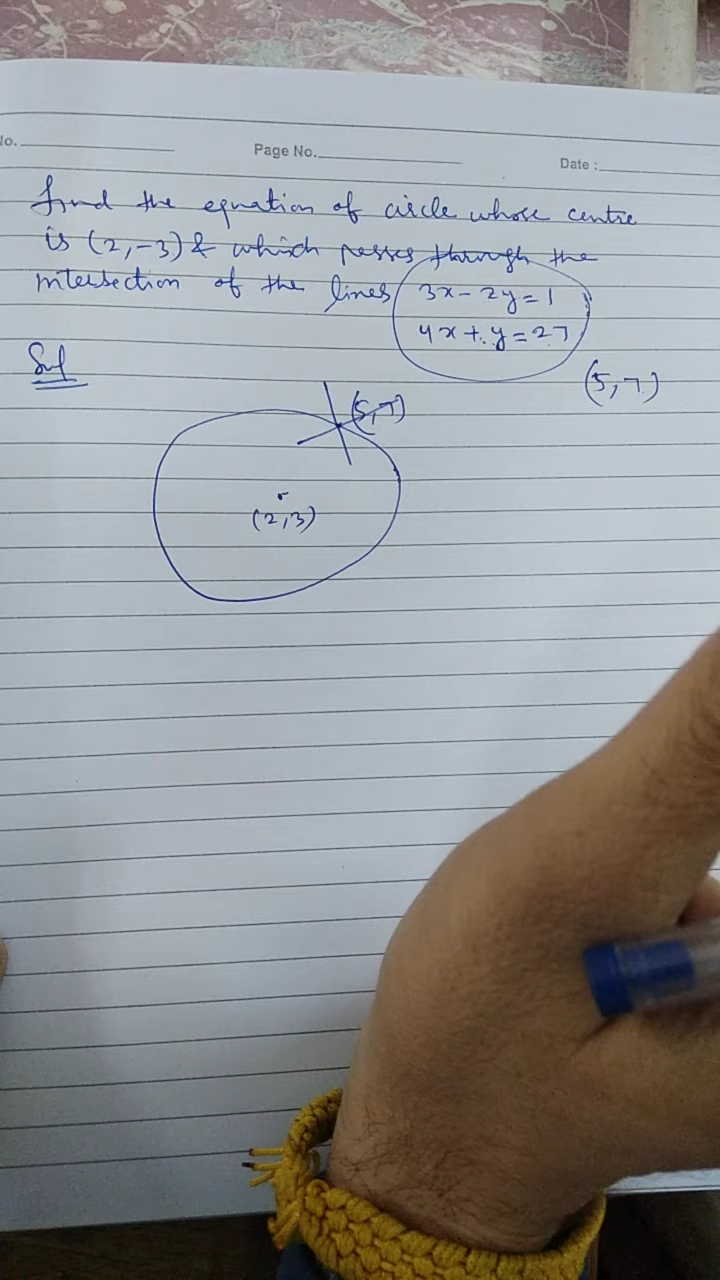 No.
Page No.
Date :
find the equation of circle whose centre
is (2,-3) & which passes through the
intersection of the lines 3x - 2y = 1
4x + y = 27
Sol
(5,7)
(5,7)
(2,3)